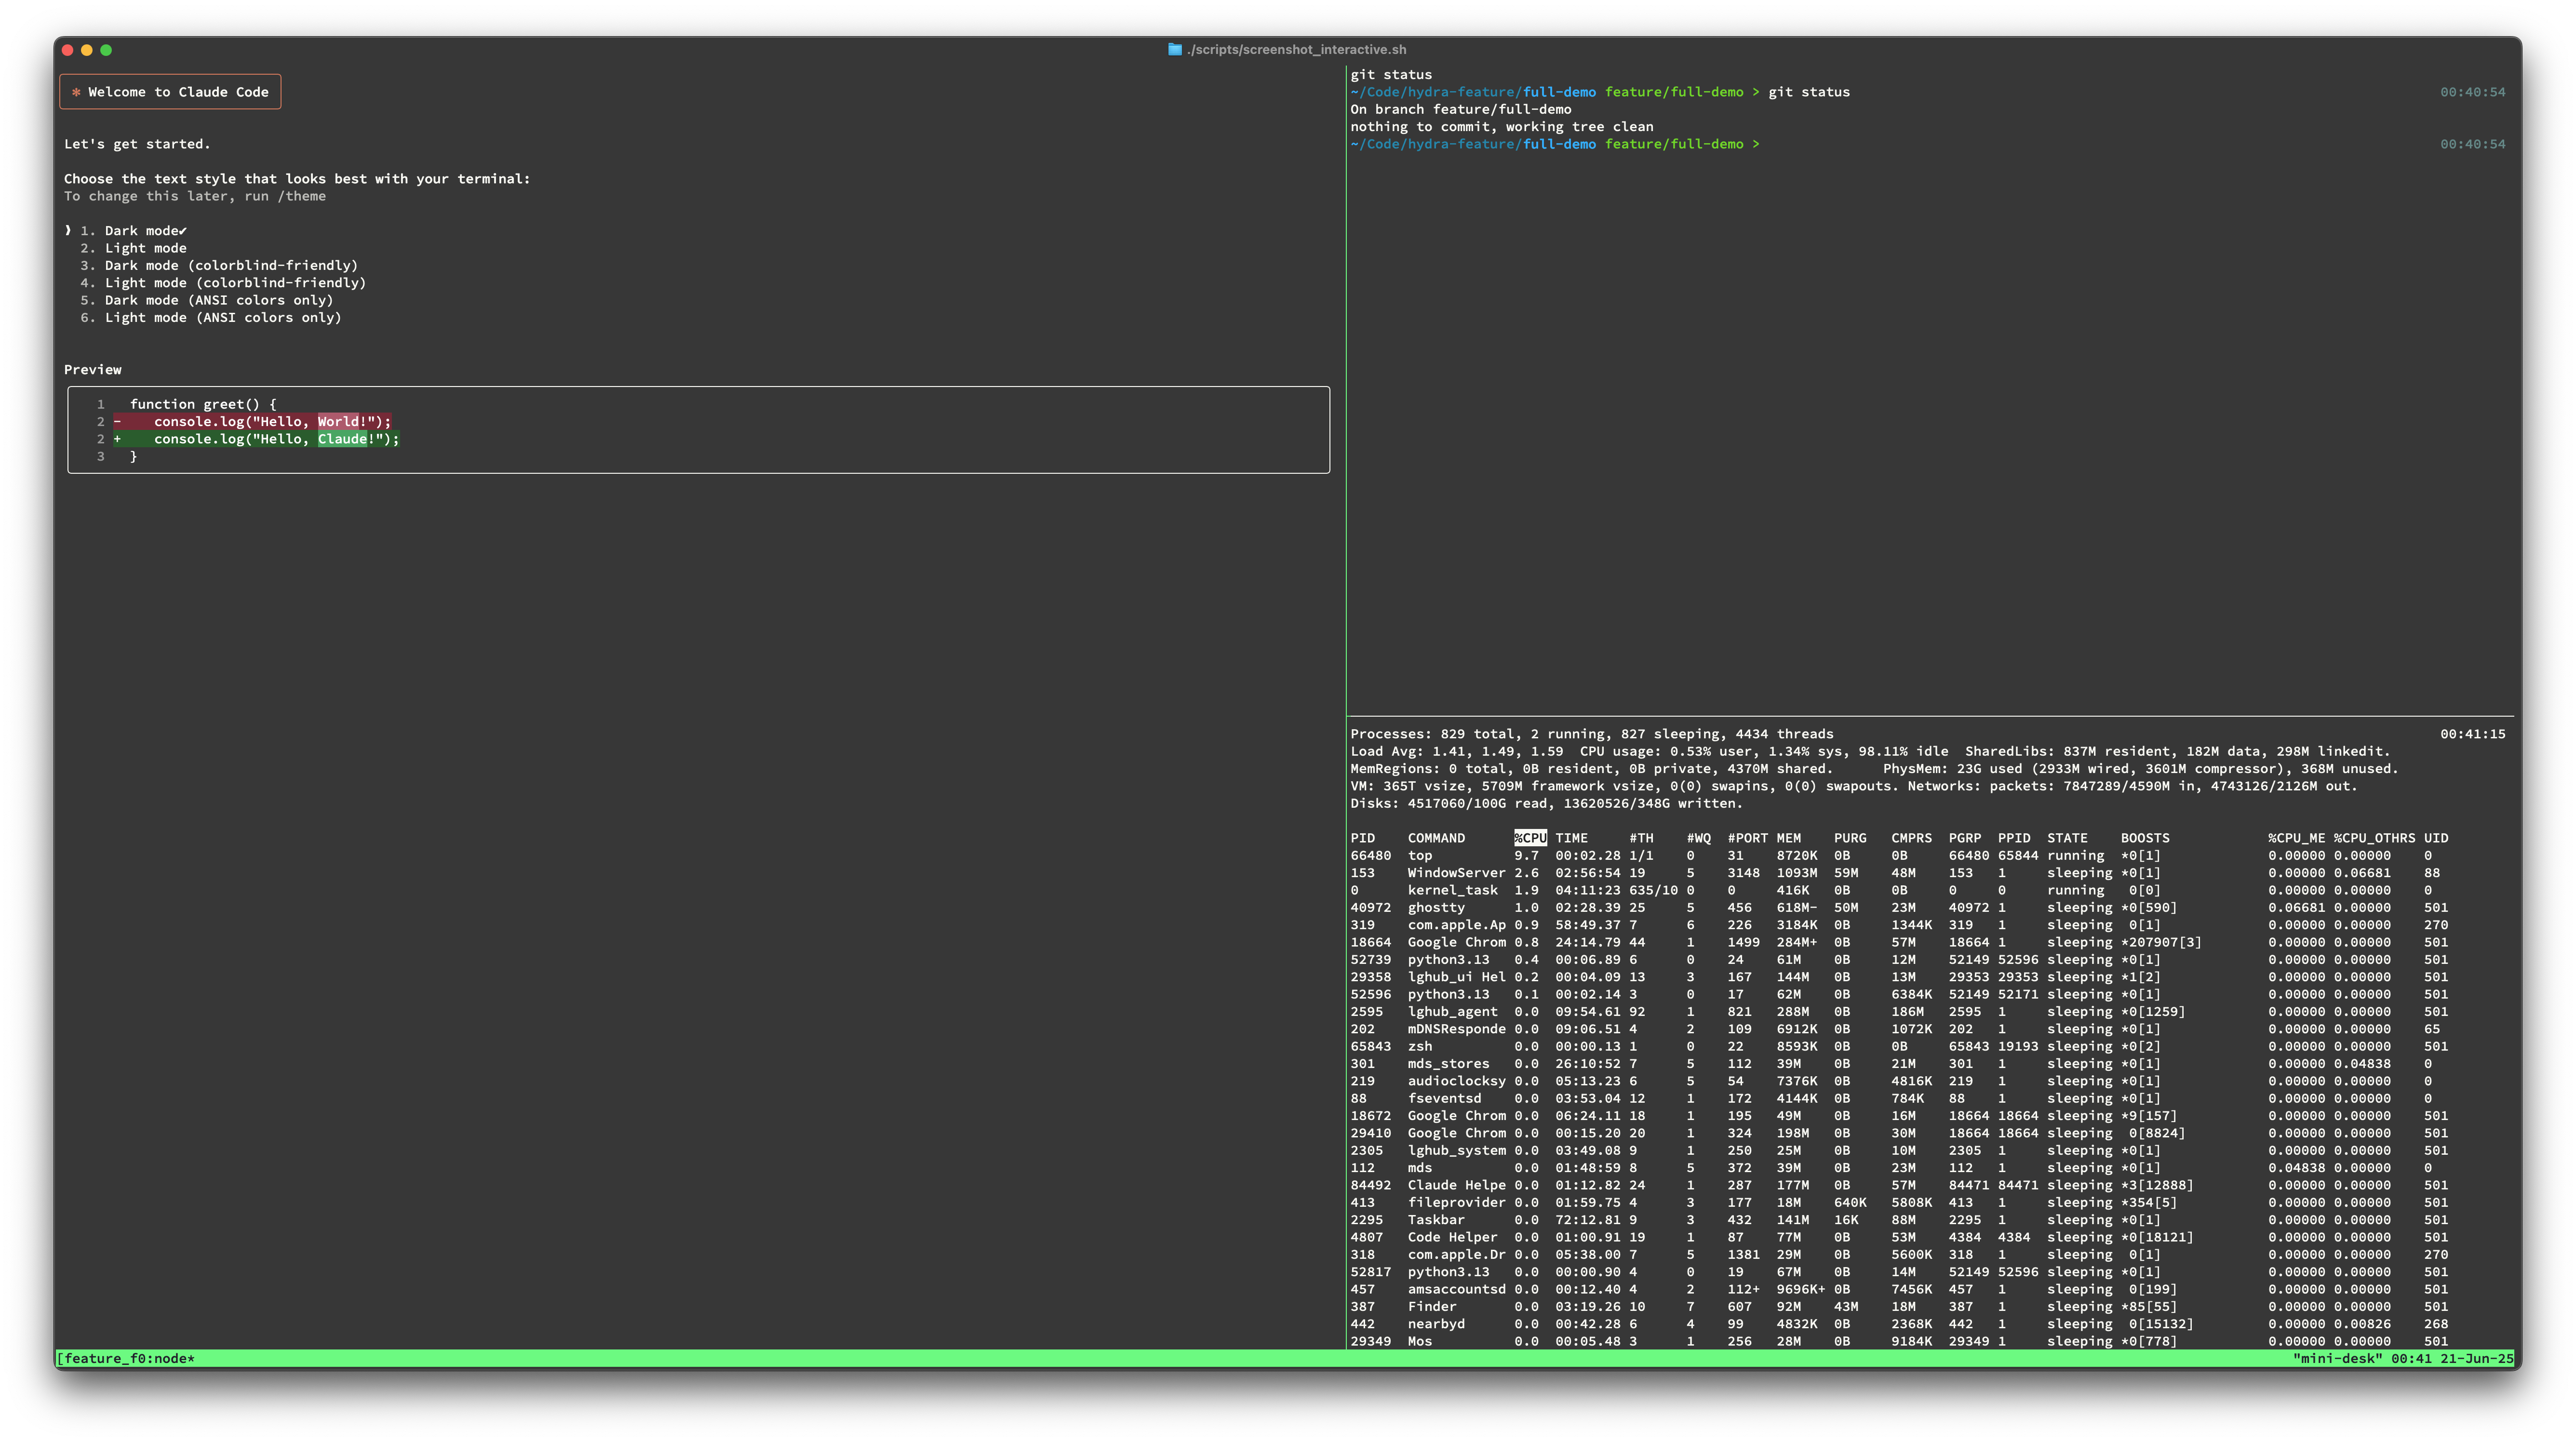 ./scripts/screenshot_interactive.sh
✻ Welcome to Claude Code
Let's get started.
Choose the text style that looks best with your terminal:
To change this later, run /theme
❯ 1. Dark mode✔
2. Light mode
3. Dark mode (colorblind-friendly)
4. Light mode (colorblind-friendly)
5. Dark mode (ANSI colors only)
6. Light mode (ANSI colors only)
Preview
1 function greet() {
2 - console.log("Hello, World!");
2 + console.log("Hello, Claude!");
3 }
git status
~/Code/hydra-feature/full-demo feature/full-demo > git status 00:40:54
On branch feature/full-demo
nothing to commit, working tree clean
~/Code/hydra-feature/full-demo feature/full-demo > 00:40:54
Processes: 829 total, 2 running, 827 sleeping, 4434 threads 00:41:15
Load Avg: 1.41, 1.49, 1.59 CPU usage: 0.53% user, 1.34% sys, 98.11% idle SharedLibs: 837M resident, 182M data, 298M linkedit.
MemRegions: 0 total, 0B resident, 0B private, 4370M shared. PhysMem: 23G used (2933M wired, 3601M compressor), 368M unused.
VM: 365T vsize, 5709M framework vsize, 0(0) swapins, 0(0) swapouts. Networks: packets: 7847289/4590M in, 4743126/2126M out.
Disks: 4517060/100G read, 13620526/348G written.
PID COMMAND %CPU TIME #TH #WQ #PORT MEM PURG CMPRS PGRP PPID STATE BOOSTS %CPU_ME %CPU_OTHRS UID
66480 top 9.7 00:02.28 1/1 0 31 8720K 0B 0B 66480 65844 running *0[1] 0.00000 0.00000 0
153 WindowServer 2.6 02:56:54 19 5 3148 1093M 59M 48M 153 1 sleeping *0[1] 0.00000 0.06681 88
0 kernel_task 1.9 04:11:23 635/10 0 0 416K 0B 0B 0 0 running 0[0] 0.00000 0.00000 0
40972 ghostty 1.0 02:28.39 25 5 456 618M- 50M 23M 40972 1 sleeping *0[590] 0.06681 0.00000 501
319 com.apple.Ap 0.9 58:49.37 7 6 226 3184K 0B 1344K 319 1 sleeping 0[1] 0.00000 0.00000 270
18664 Google Chrom 0.8 24:14.79 44 1 1499 284M+ 0B 57M 18664 1 sleeping *207907[3] 0.00000 0.00000 501
52739 python3.13 0.4 00:06.89 6 0 24 61M 0B 12M 52149 52596 sleeping *0[1] 0.00000 0.00000 501
29358 lghub_ui Hel 0.2 00:04.09 13 3 167 144M 0B 13M 29353 29353 sleeping *1[2] 0.00000 0.00000 501
52596 python3.13 0.1 00:02.14 3 0 17 62M 0B 6384K 52149 52171 sleeping *0[1] 0.00000 0.00000 501
2595 lghub_agent 0.0 09:54.61 92 1 821 288M 0B 186M 2595 1 sleeping *0[1259] 0.00000 0.00000 501
202 mDNSResponde 0.0 09:06.51 4 2 109 6912K 0B 1072K 202 1 sleeping *0[1] 0.00000 0.00000 65
65843 zsh 0.0 00:00.13 1 0 22 8593K 0B 0B 65843 19193 sleeping *0[2] 0.00000 0.00000 501
301 mds_stores 0.0 26:10:52 7 5 112 39M 0B 21M 301 1 sleeping *0[1] 0.00000 0.04838 0
219 audioclocksy 0.0 05:13.23 6 5 54 7376K 0B 4816K 219 1 sleeping *0[1] 0.00000 0.00000 0
88 fseventsd 0.0 03:53.04 12 1 172 4144K 0B 784K 88 1 sleeping *0[1] 0.00000 0.00000 0
18672 Google Chrom 0.0 06:24.11 18 1 195 49M 0B 16M 18664 18664 sleeping *9[157] 0.00000 0.00000 501
29410 Google Chrom 0.0 00:15.20 20 1 324 198M 0B 30M 18664 18664 sleeping 0[8824] 0.00000 0.00000 501
2305 lghub_system 0.0 03:49.08 9 1 250 25M 0B 10M 2305 1 sleeping *0[1] 0.00000 0.00000 501
112 mds 0.0 01:48:59 8 5 372 39M 0B 23M 112 1 sleeping *0[1] 0.04838 0.00000 0
84492 Claude Helpe 0.0 01:12.82 24 1 287 177M 0B 57M 84471 84471 sleeping *3[12888] 0.00000 0.00000 501
413 fileprovider 0.0 01:59.75 4 3 177 18M 640K 5808K 413 1 sleeping *354[5] 0.00000 0.00000 501
2295 Taskbar 0.0 72:12.81 9 3 432 141M 16K 88M 2295 1 sleeping *0[1] 0.00000 0.00000 501
4807 Code Helper 0.0 01:00.91 19 1 87 77M 0B 53M 4384 4384 sleeping *0[18121] 0.00000 0.00000 501
318 com.apple.Dr 0.0 05:38.00 7 5 1381 29M 0B 5600K 318 1 sleeping 0[1] 0.00000 0.00000 270
52817 python3.13 0.0 00:00.90 4 0 19 67M 0B 14M 52149 52596 sleeping *0[1] 0.00000 0.00000 501
457 amsaccountsd 0.0 00:12.40 4 2 112+ 9696K+ 0B 7456K 457 1 sleeping 0[199] 0.00000 0.00000 501
387 Finder 0.0 03:19.26 10 7 607 92M 43M 18M 387 1 sleeping *85[55] 0.00000 0.00000 501
442 nearbyd 0.0 00:42.28 6 4 99 4832K 0B 2368K 442 1 sleeping 0[15132] 0.00000 0.00826 268
29349 Mos 0.0 00:05.48 3 1 256 28M 0B 9184K 29349 1 sleeping *0[778] 0.00000 0.00000 501
[feature_f0:node* "mini-desk" 00:41 21-Jun-25